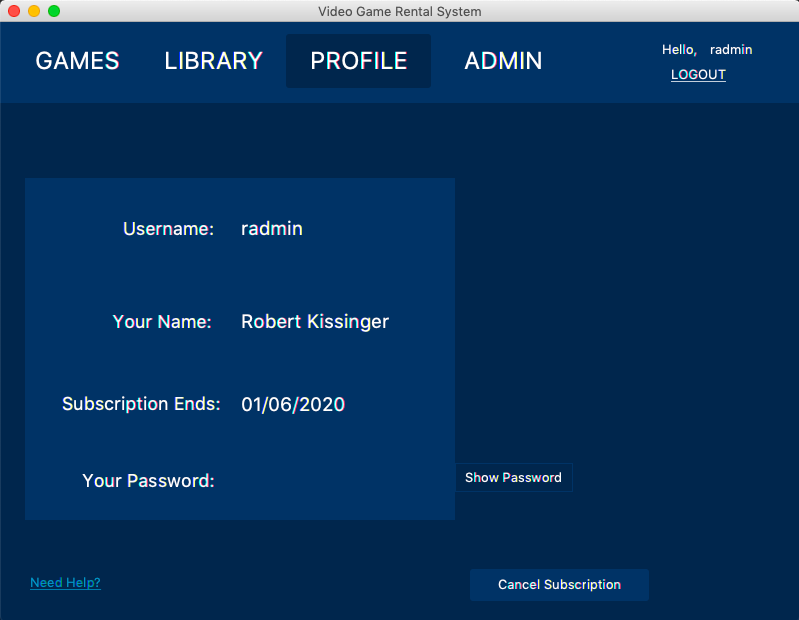 Video Game Rental System
GAMES LIBRARY PROFILE ADMIN
Hello, radmin
LOGOUT
Username: radmin
Your Name: Robert Kissinger
Subscription Ends: 01/06/2020
Your Password:
Show Password
Need Help?
Cancel Subscription